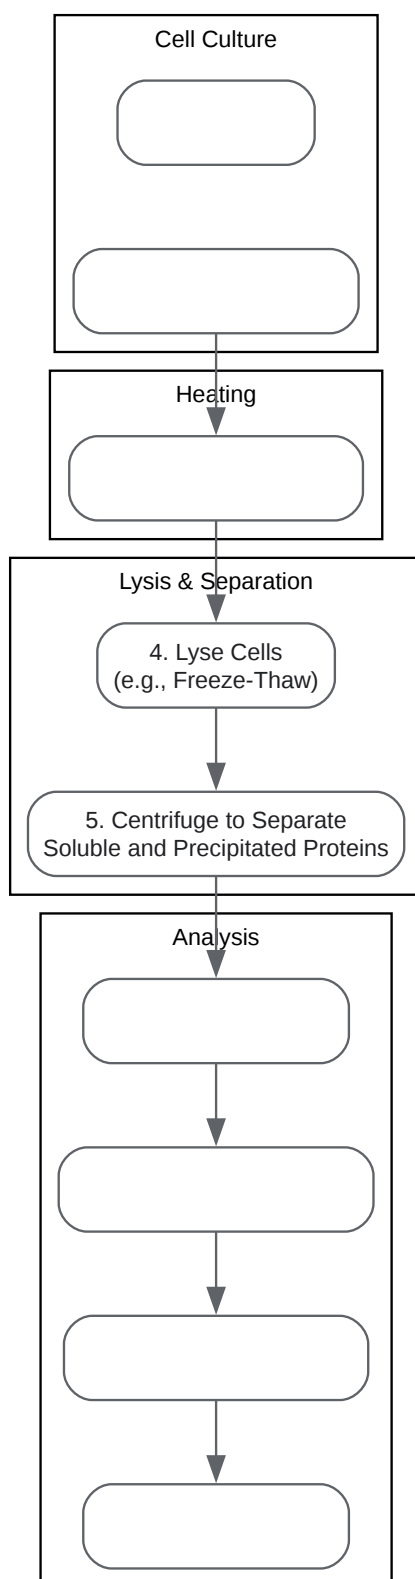 Cell Culture
Heating
Lysis & Separation
4. Lyse Cells
(e.g., Freeze-Thaw)
5. Centrifuge to Separate
Soluble and Precipitated Proteins
Analysis